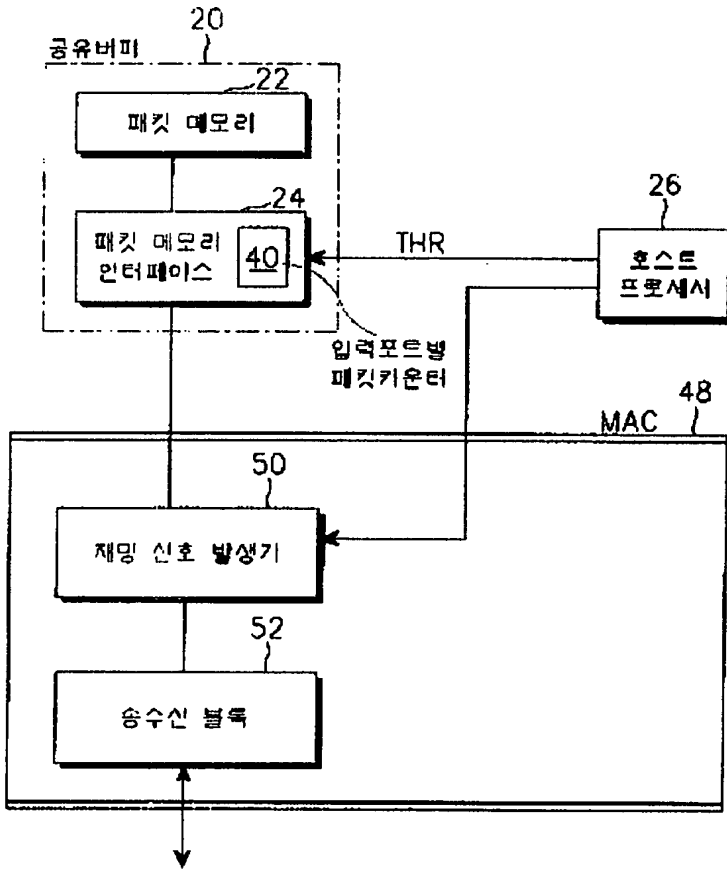 20
공유버퍼
22
패킷 메모리
24
패킷 메모리
인터페이스
40
THR
26
호스트
프로세서
입력포트별
패킷카운터
MAC
48
50
재밍 신호 발생기
52
송수신 블록